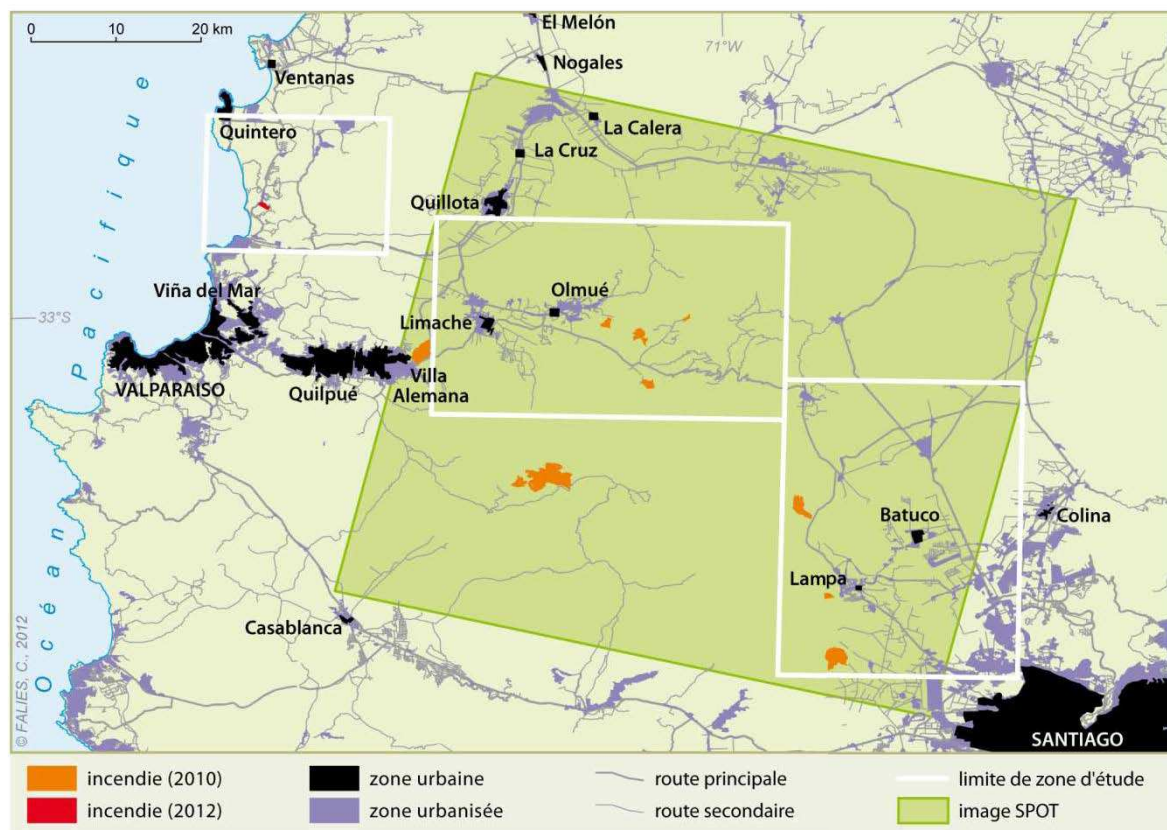 0 10 20 km
El Melón
71°W
Nogales
Ventanas
Quintero
La Calera
La Cruz
Quillota
Océan Pacifique
Viña del Mar
Olmué
33°S
Limache
VALPARAISO
Quilpué
Villa
Alemana
Batuco
Colina
Lampa
Casablanca
SANTIAGO
© FALIES, C., 2012
incendie (2010)
zone urbaine
route principale
limite de zone d'étude
incendie (2012)
zone urbanisée
route secondaire
image SPOT